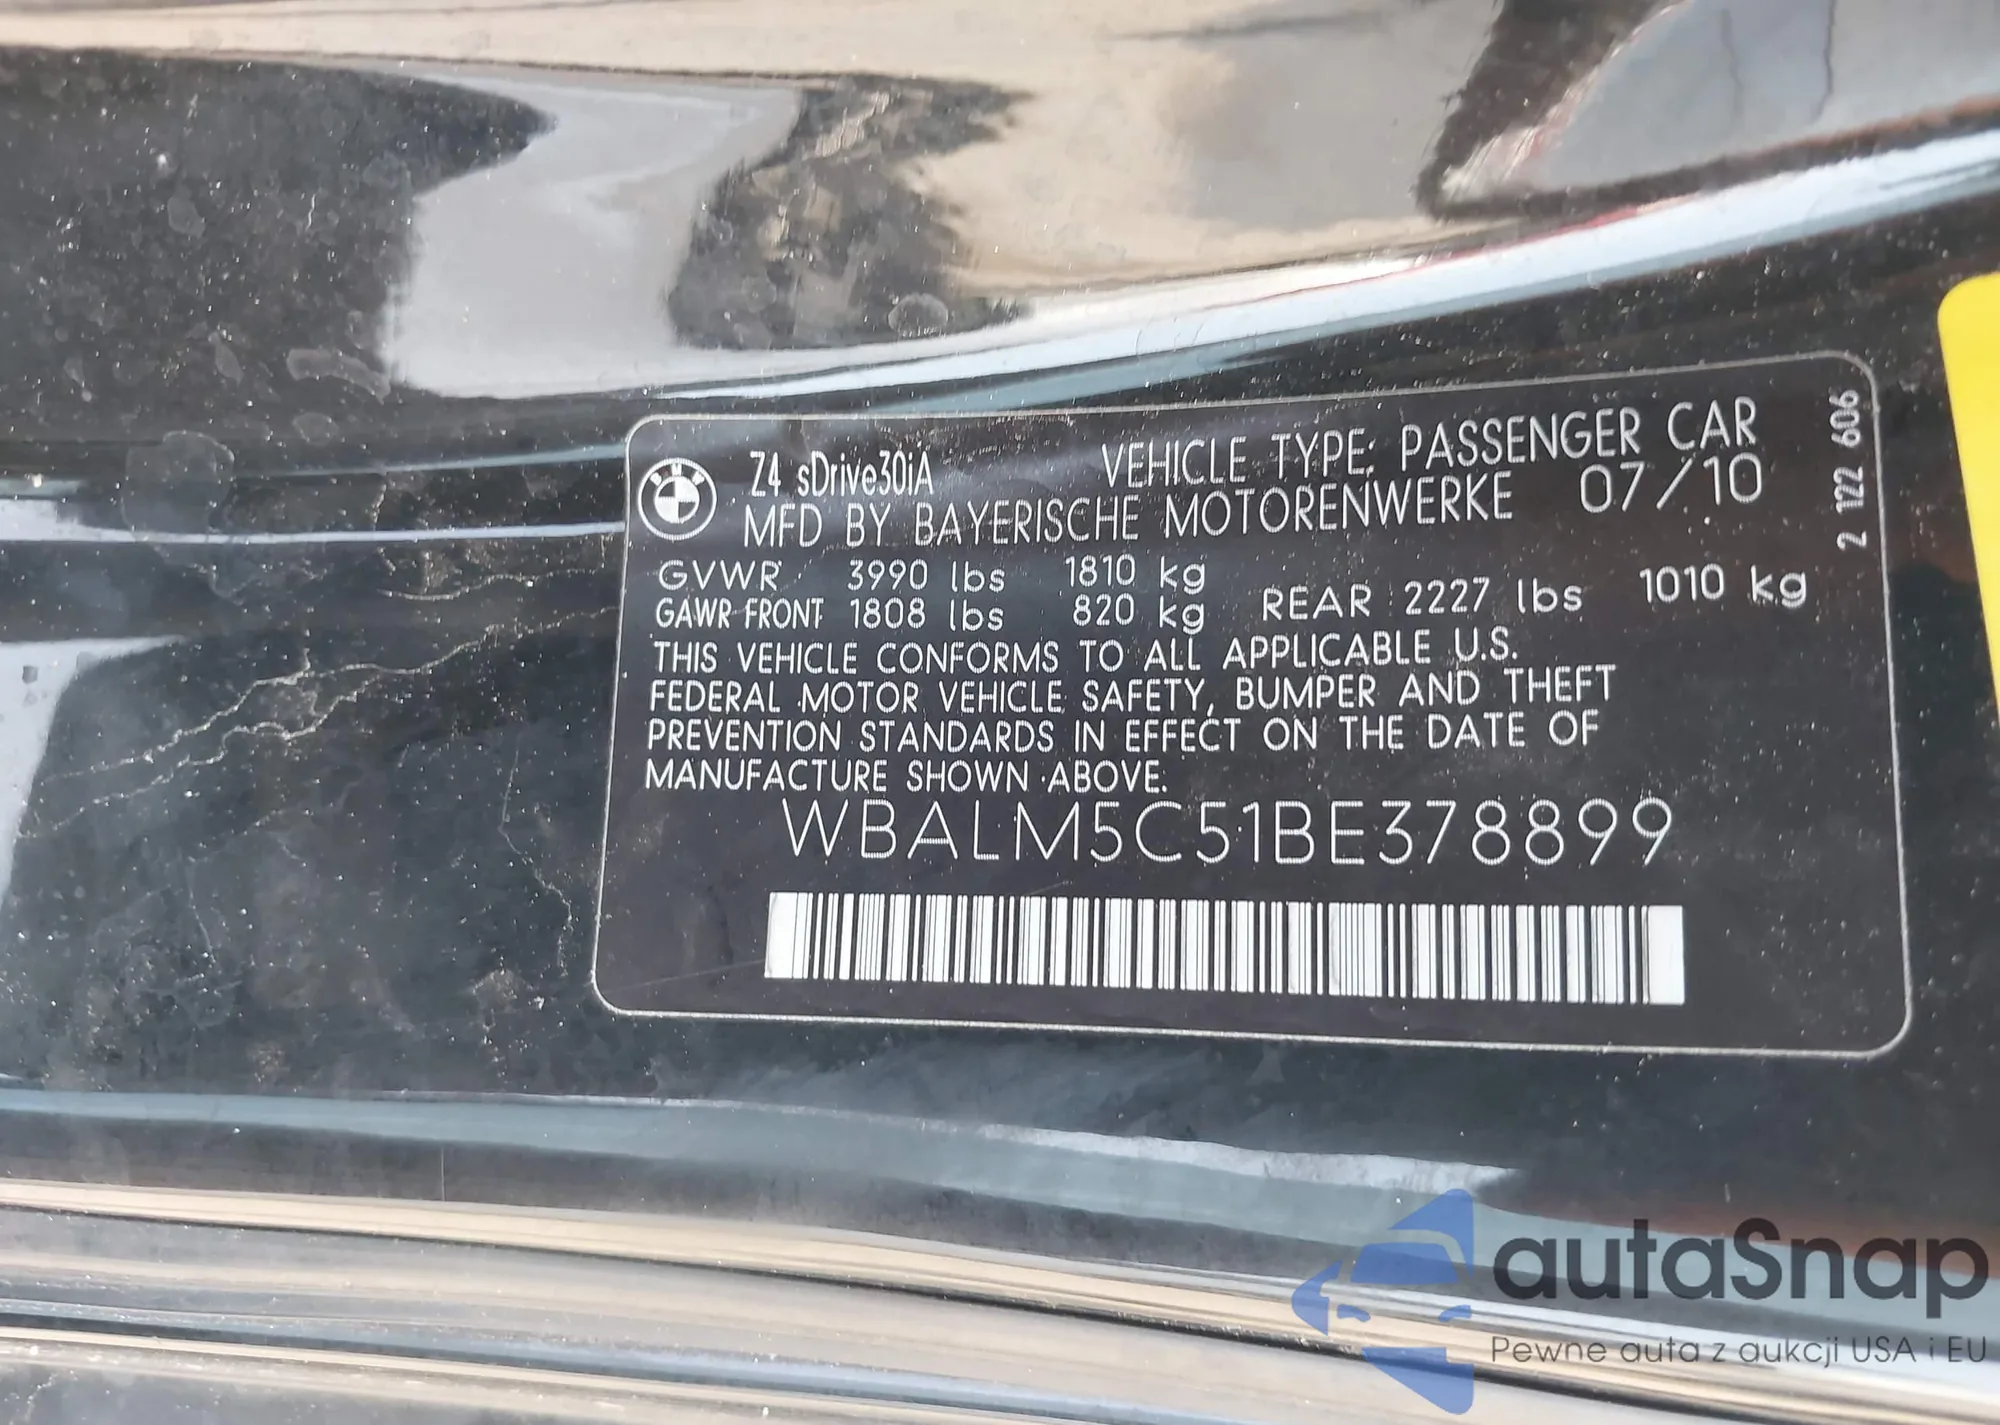 Z4 sDrive30iA VEHICLE TYPE: PASSENGER CAR
MFD BY BAYERISCHE MOTORENWERKE 07/10
GVWR 3990 lbs 1810 kg
GAWR FRONT 1808 lbs 820 kg REAR 2227 lbs 1010 kg
THIS VEHICLE CONFORMS TO ALL APPLICABLE U.S.
FEDERAL MOTOR VEHICLE SAFETY, BUMPER AND THEFT
PREVENTION STANDARDS IN EFFECT ON THE DATE OF
MANUFACTURE SHOWN ABOVE.
WBALM5C51BE378899
2 122 606
autaSnap
Pewne auta z aukcji USA i EU